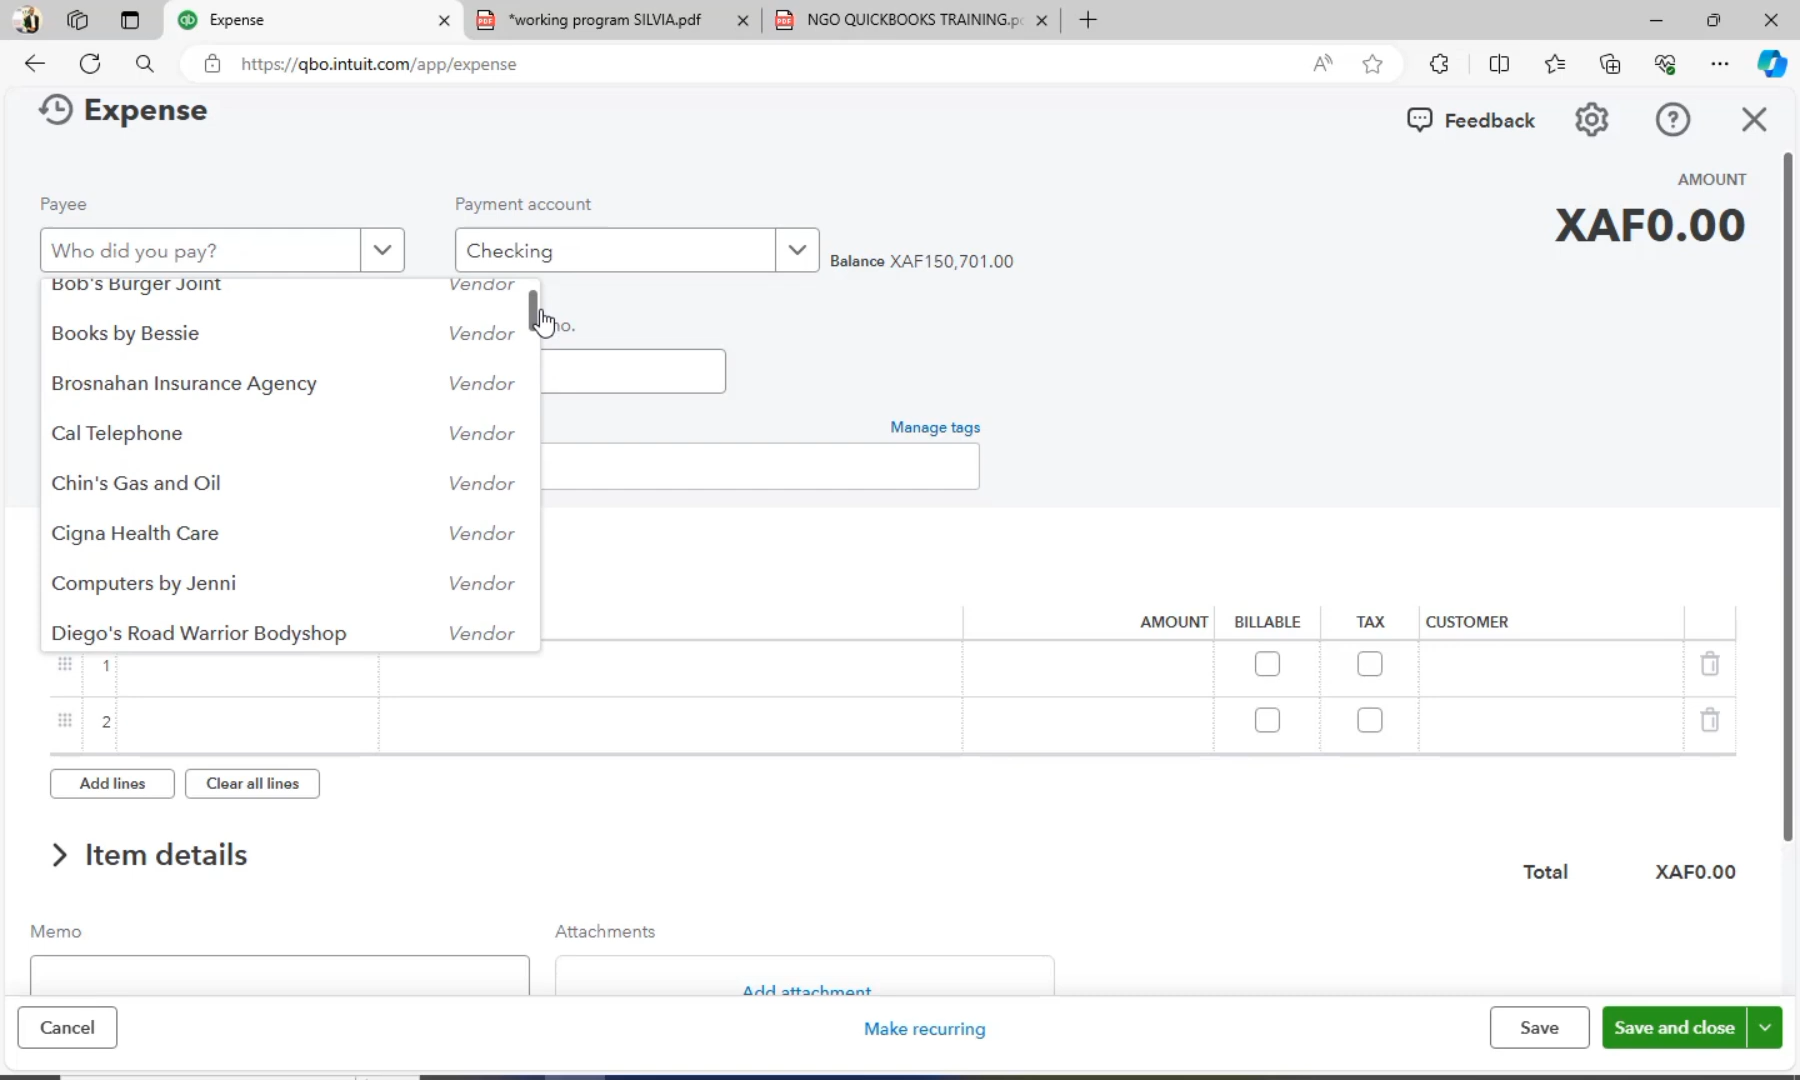 Expense
*working program SILVIA.pdf
NGO QUICKBOOKS TRAINING.p
https://qbo.intuit.com/app/expense
Expense
Feedback
AMOUNT
XAF0.00
Payee
Payment account
Who did you pay?
Checking
Balance XAF150,701.00
Bob's Burger Joint Vendor
no.
Books by Bessie Vendor
Brosnahan Insurance Agency Vendor
Cal Telephone Vendor
Manage tags
Chin's Gas and Oil Vendor
Cigna Health Care Vendor
Computers by Jenni Vendor
Diego's Road Warrior Bodyshop Vendor
AMOUNT BILLABLE TAX CUSTOMER
1
2
Add lines Clear all lines
Item details
Total XAF0.00
Memo
Attachments
Add attachment
Cancel
Make recurring
Save
Save and close